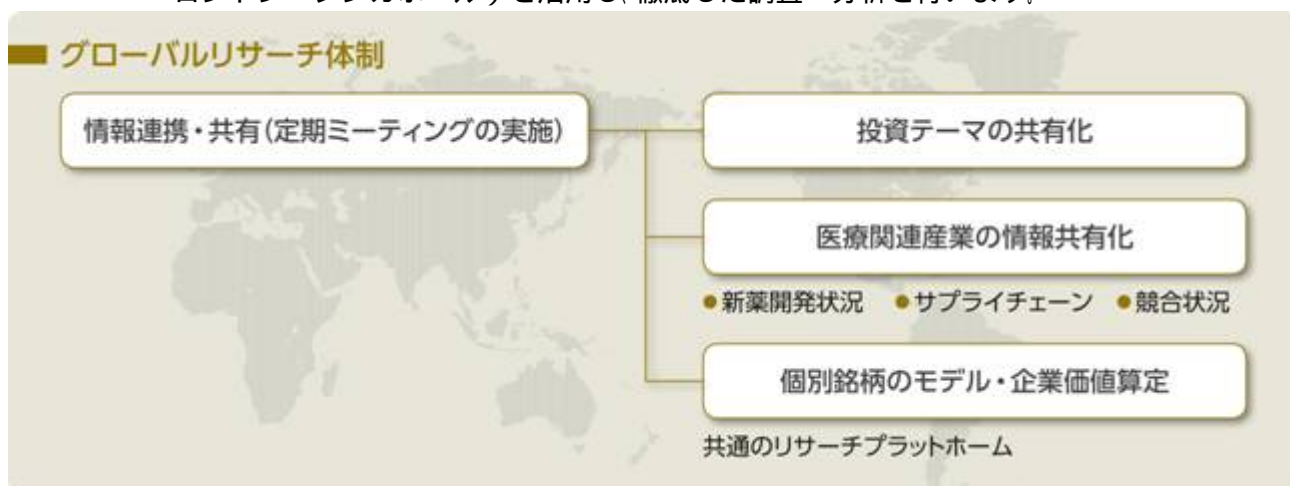 を活用し、徹底した調査・分析を行います。
グローバルリサーチ体制
情報連携・共有（定期ミーティングの実施）
投資テーマの共有化
医療関連産業の情報共有化
●新薬開発状況 ●サプライチェーン ●競合状況
個別銘柄のモデル・企業価値算定
共通のリサーチプラットホーム